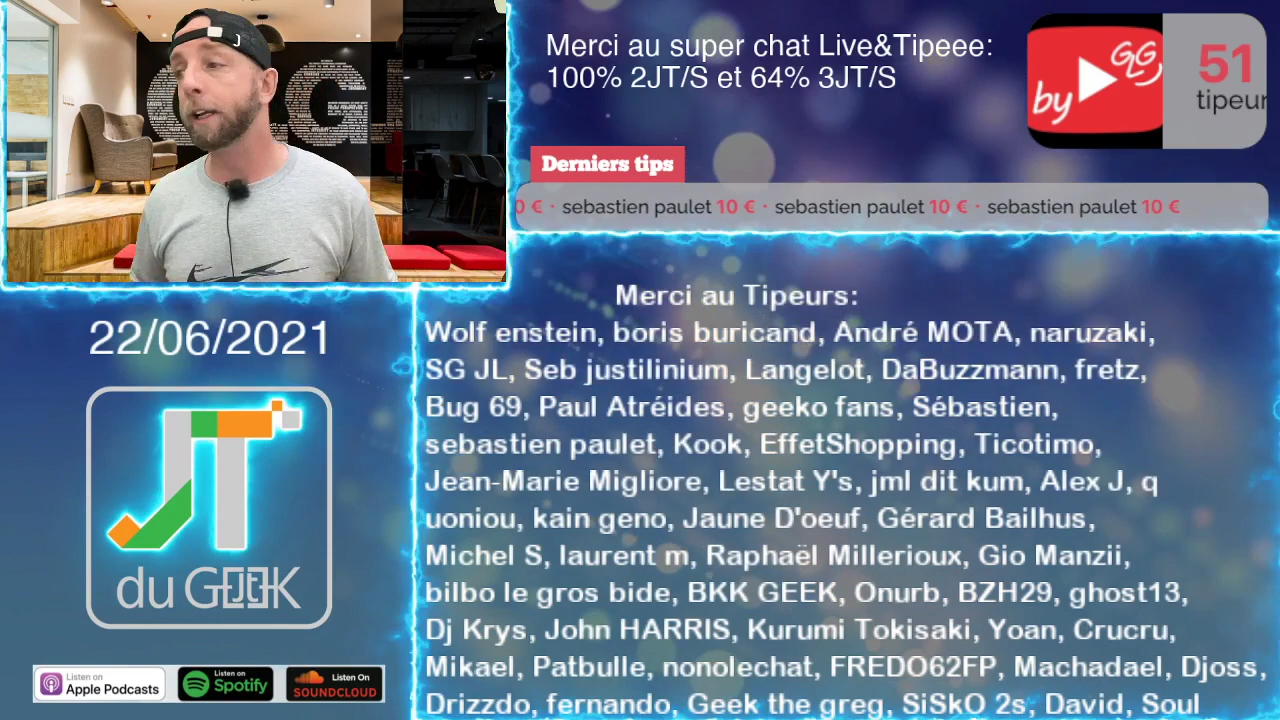 Merci au super chat Live&Tipeee:
100% 2JT/S et 64% 3JT/S
by GLG
51
tipeur
Derniers tips
0 € · sebastien paulet 10 € · sebastien paulet 10 € · sebastien paulet 10 €
22/06/2021
JT
du GEEK
Listen on
Apple Podcasts
Listen on
Spotify
Listen On
SOUNDCLOUD
Merci au Tipeurs:
Wolf enstein, boris buricand, André MOTA, naruzaki,
SG JL, Seb justilinium, Langelot, DaBuzzmann, fretz,
Bug 69, Paul Atréides, geeko fans, Sébastien,
sebastien paulet, Kook, EffetShopping, Ticotimo,
Jean-Marie Migliore, Lestat Y's, jml dit kum, Alex J, q
uoniou, kain geno, Jaune D'oeuf, Gérard Bailhus,
Michel S, laurent m, Raphaël Millerioux, Gio Manzii,
bilbo le gros bide, BKK GEEK, Onurb, BZH29, ghost13,
Dj Krys, John HARRIS, Kurumi Tokisaki, Yoan, Crucru,
Mikael, Patbulle, nonolechat, FREDO62FP, Machadael, Djoss,
Drizzdo, fernando, Geek the greg, SiSkO 2s, David, Soul